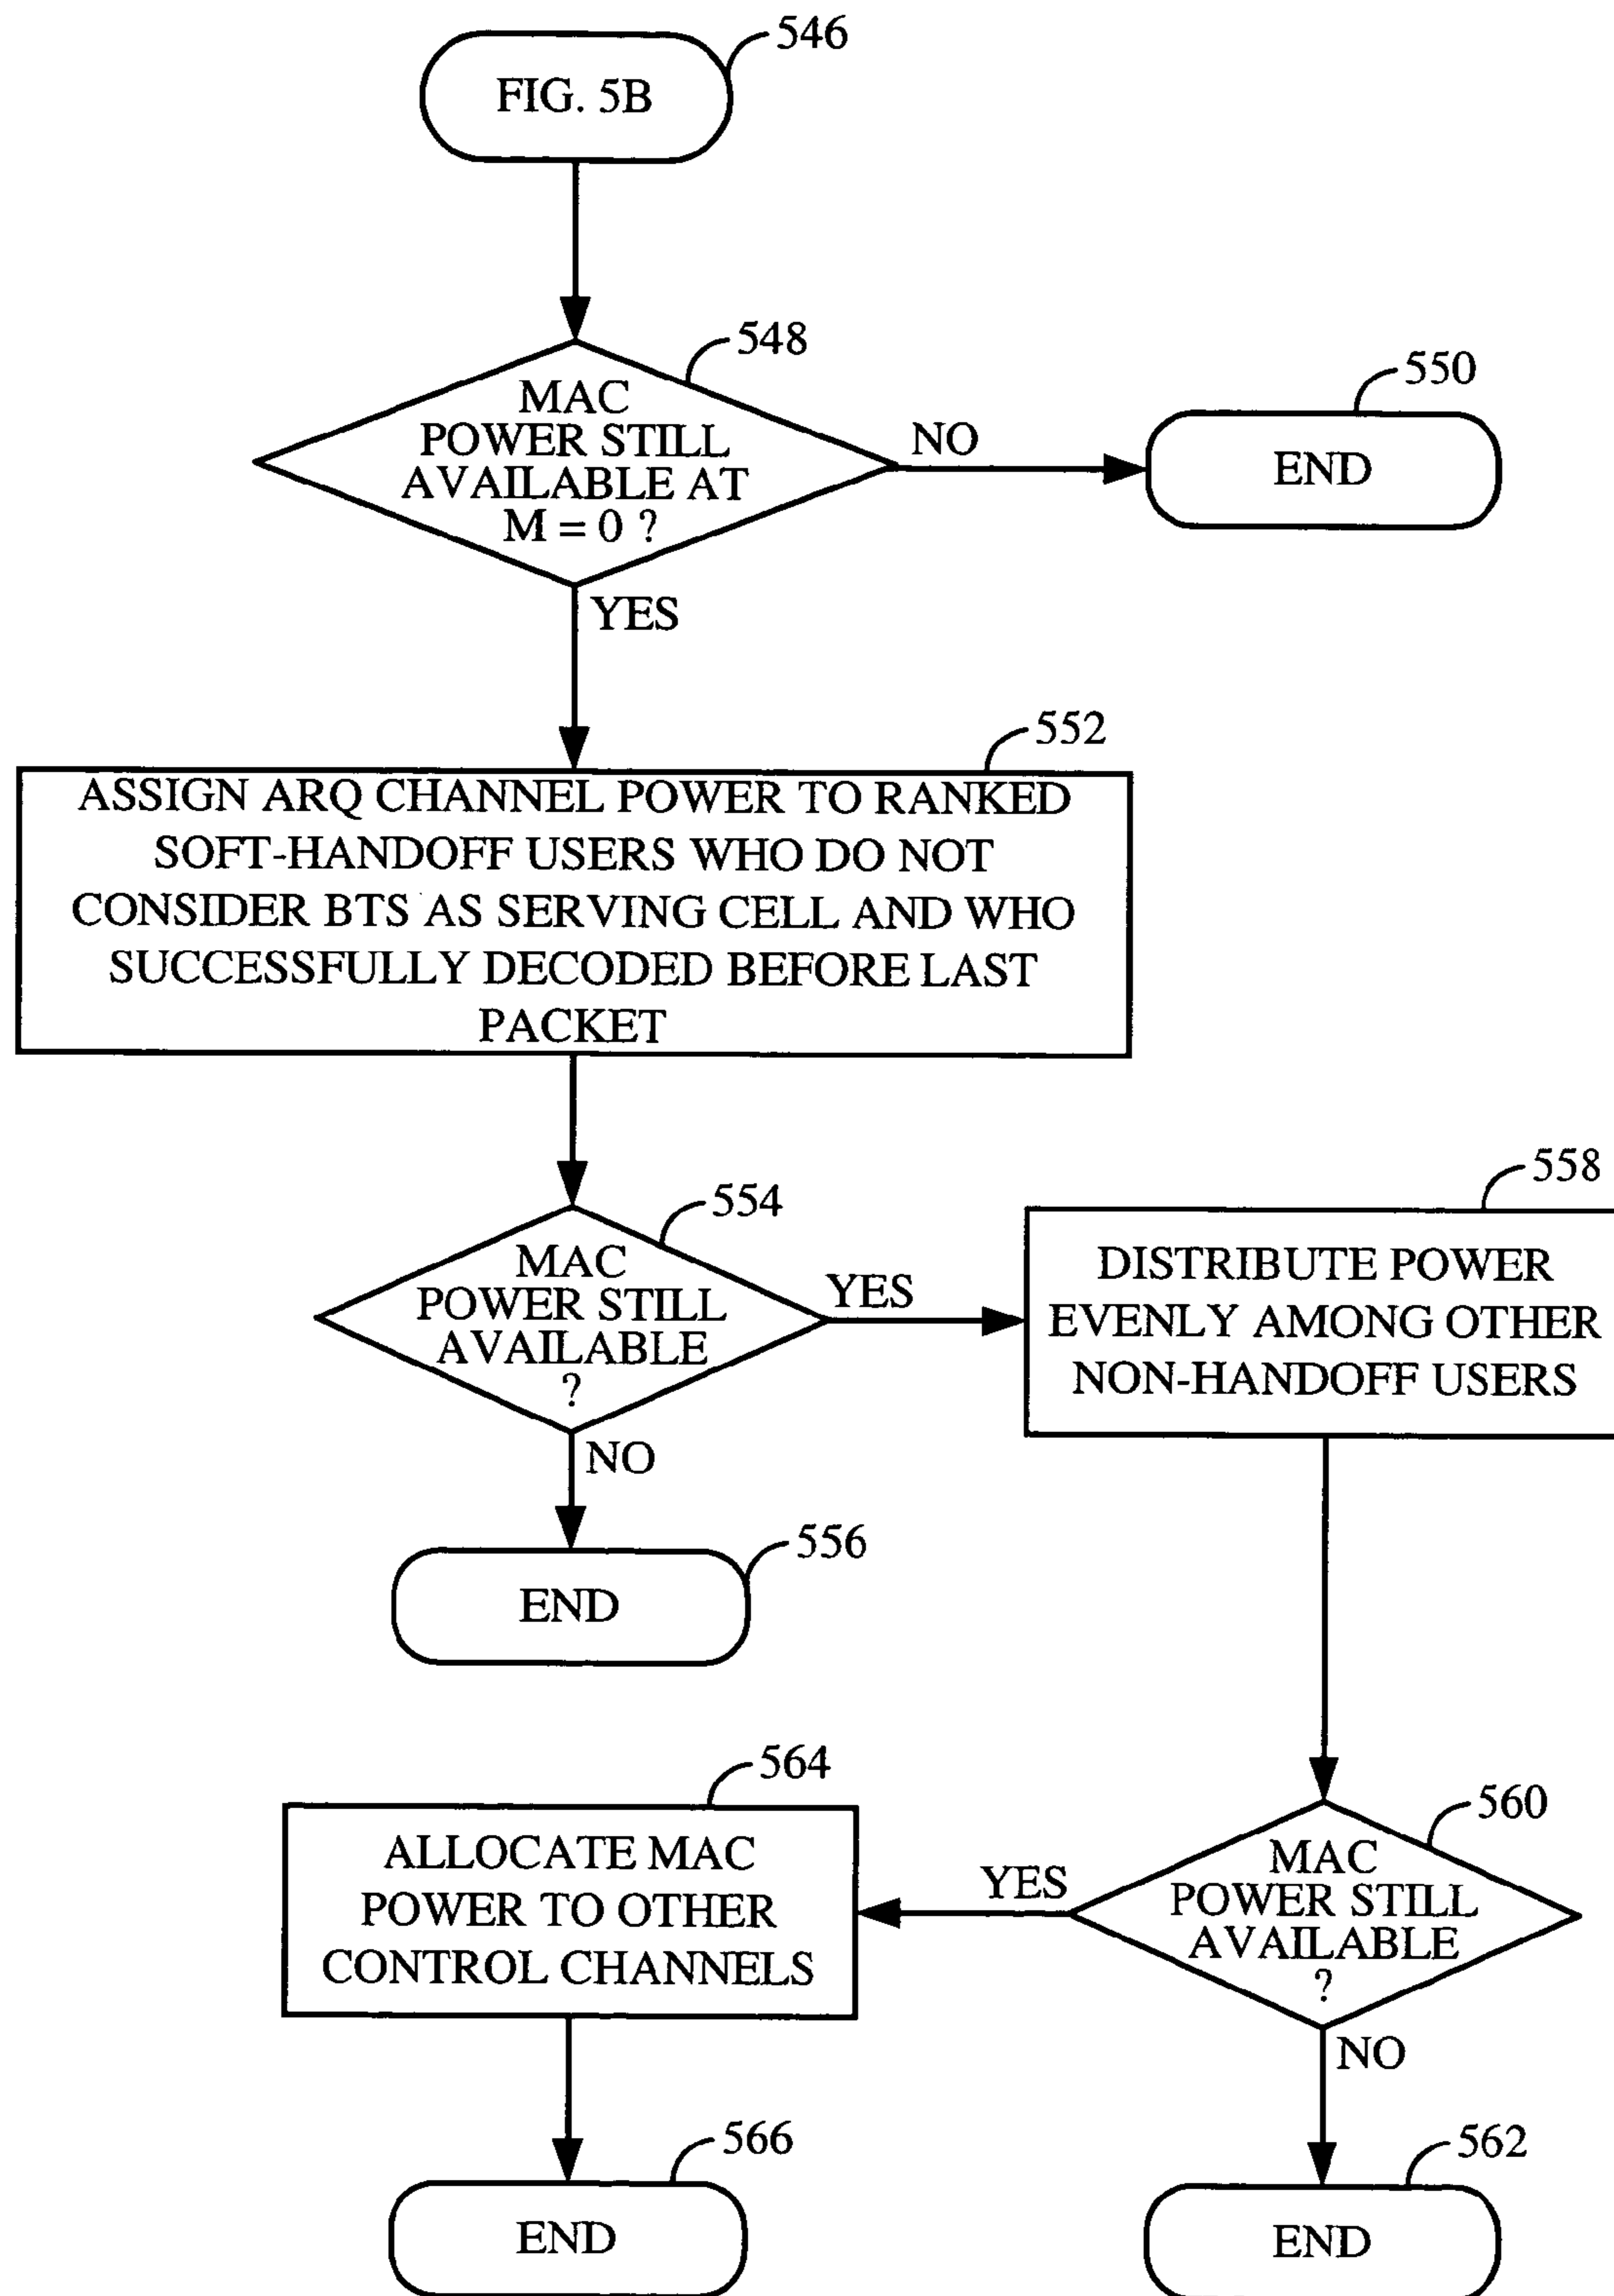 546
FIG. 5B
548
MAC
POWER STILL
AVAILABLE AT
M = 0 ?
NO
550
END
YES
552
ASSIGN ARQ CHANNEL POWER TO RANKED
SOFT-HANDOFF USERS WHO DO NOT
CONSIDER BTS AS SERVING CELL AND WHO
SUCCESSFULLY DECODED BEFORE LAST
PACKET
554
MAC
POWER STILL
AVAILABLE
?
YES
558
DISTRIBUTE POWER
EVENLY AMONG OTHER
NON-HANDOFF USERS
NO
556
END
560
MAC
POWER STILL
AVAILABLE
?
YES
564
ALLOCATE MAC
POWER TO OTHER
CONTROL CHANNELS
NO
566
END
562
END